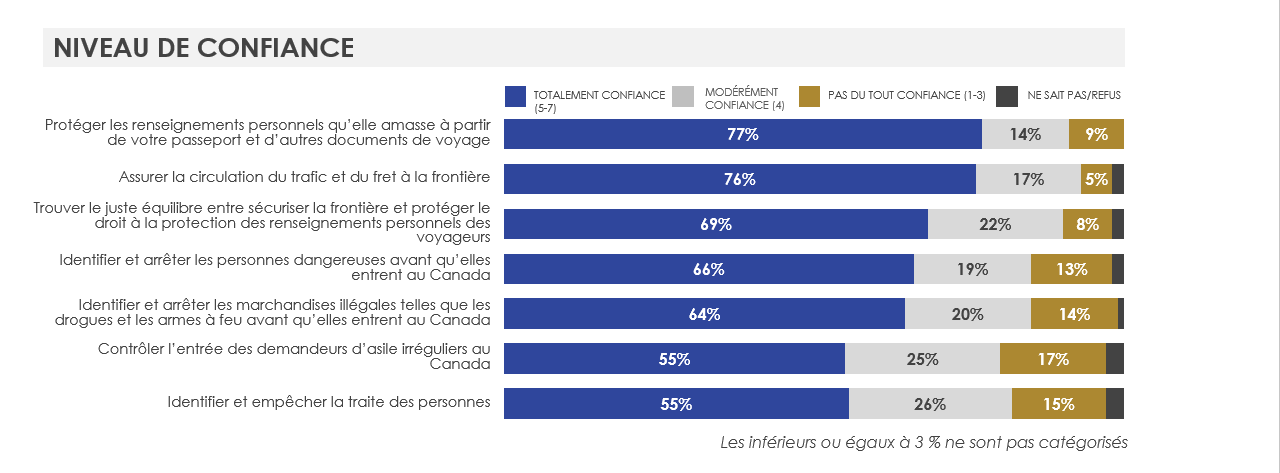 NIVEAU DE CONFIANCE
TOTALEMENT CONFIANCE
(5-7)
MODÉRÉMENT
CONFIANCE (4)
PAS DU TOUT CONFIANCE (1-3)
NE SAIT PAS/REFUS
Protéger les renseignements personnels qu’elle amasse à partir
de votre passeport et d’autres documents de voyage
77% 14% 9%
Assurer la circulation du trafic et du fret à la frontière
76% 17% 5%
Trouver le juste équilibre entre sécuriser la frontière et protéger le
droit à la protection des renseignements personnels des
voyageurs
69% 22% 8%
Identifier et arrêter les personnes dangereuses avant qu’elles
entrent au Canada
66% 19% 13%
Identifier et arrêter les marchandises illégales telles que les
drogues et les armes à feu avant qu’elles entrent au Canada
64% 20% 14%
Contrôler l’entrée des demandeurs d’asile irréguliers au
Canada
55% 25% 17%
Identifier et empêcher la traite des personnes
55% 26% 15%
Les inférieurs ou égaux à 3 % ne sont pas catégorisés